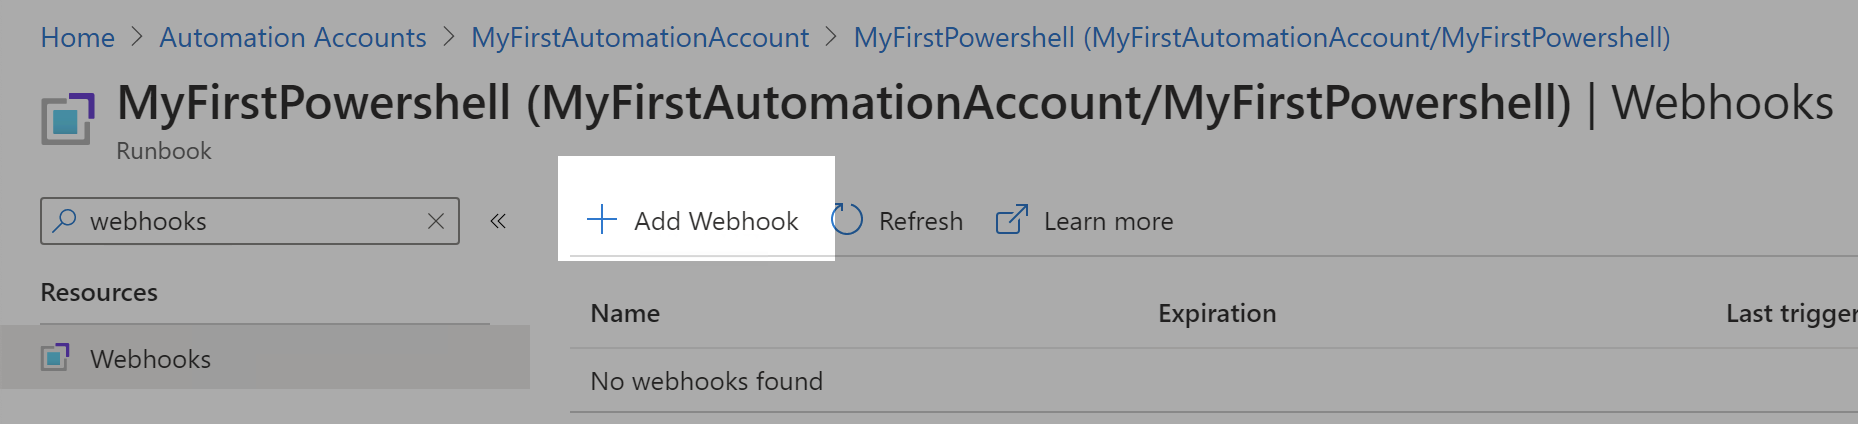 Home > Automation Accounts > MyFirstAutomationAccount > MyFirstPowershell (MyFirstAutomationAccount/MyFirstPowershell)
MyFirstPowershell (MyFirstAutomationAccount/MyFirstPowershell) | Webhooks
Runbook
webhooks
Add Webhook Refresh Learn more
Resources
Webhooks
Name Expiration Last trigger
No webhooks found